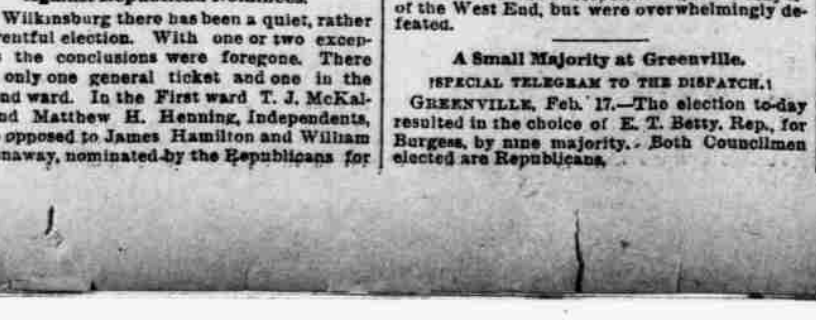 Wilkinsburg there has been a quiet, rather
entful election. With one or two excep-
the conclusions were foregone. There
only one general ticket and one in the
nd ward. In the First ward T. J. McKal-
nd Matthew H. Henning, Independents,
opposed to James Hamilton and William
naway, nominated by the Republicans for
of the West End, but were overwhelmingly de-
feated.
A Small Majority at Greenville.
[SPECIAL TELEGRAM TO THE DISPATCH.]
GREENVILLE, Feb. 17.—The election to-day
resulted in the choice of E. T. Betty, Rep., for
Burgess, by nine majority. Both Councilmen
elected are Republicans.